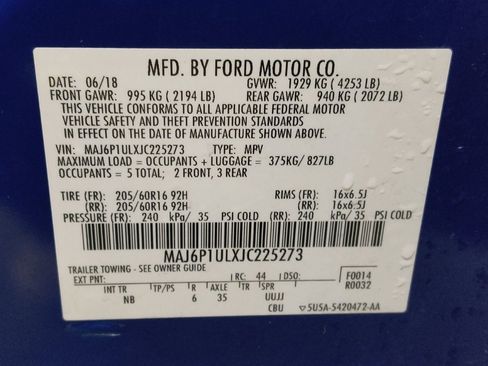 MFD. BY FORD MOTOR CO.
DATE: 06/18 GVWR: 1929 KG ( 4253 LB)
FRONT GAWR: 995 KG ( 2194 LB) REAR GAWR: 940 KG ( 2072 LB)
THIS VEHICLE CONFORMS TO ALL APPLICABLE FEDERAL MOTOR
VEHICLE SAFETY AND THEFT PREVENTION STANDARDS
IN EFFECT ON THE DATE OF MANUFACTURE SHOWN ABOVE.
VIN: MAJ6P1ULXJC225273 TYPE: MPV
MAXIMUM LOAD = OCCUPANTS + LUGGAGE = 375KG/ 827LB
OCCUPANTS = 5 TOTAL; 2 FRONT, 3 REAR
TIRE (FR): 205/60R16 92H RIMS (FR): 16x6.5J
(RR): 205/60R16 92H (RR): 16x6.5J
PRESSURE (FR): 240 kPa/ 35 PSI COLD (RR): 240 kPa/ 35 PSI COLD
MAJ6P1ULXJC225273
TRAILER TOWING - SEE OWNER GUIDE
EXT PNT: RC: 44 DSO: F0014
INT TR TP/PS R AXLE TR SPR R0032
NB 6 35 UUJJ
CBU ▽5U5A-5420472-AA